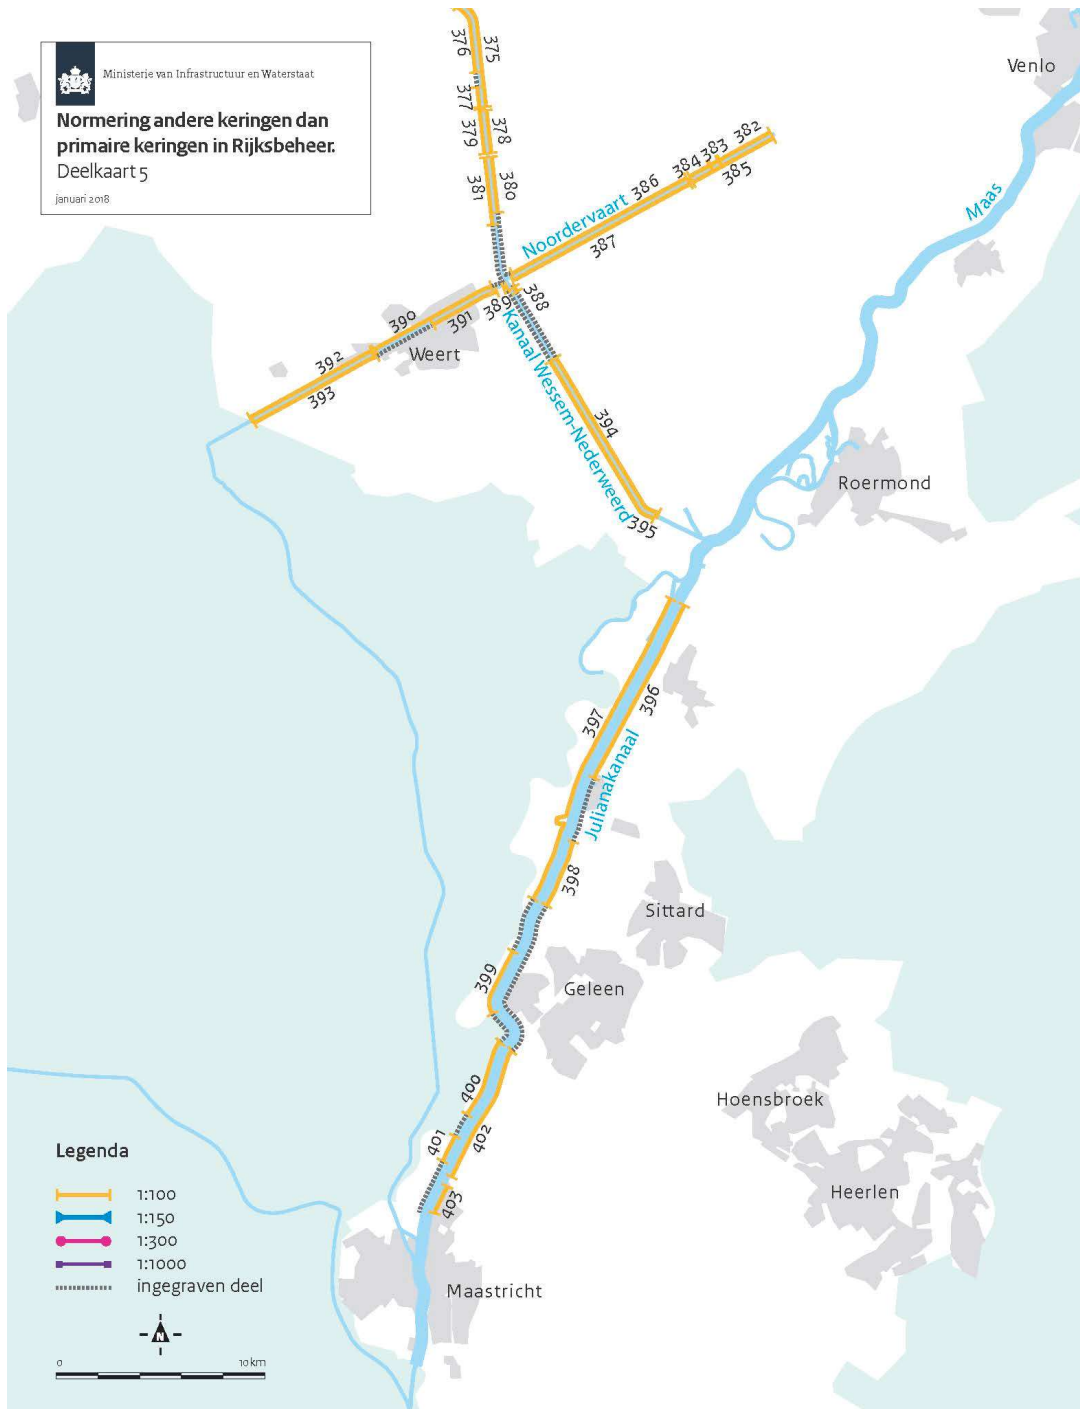 Ministerie van Infrastructuur en Waterstaat
Normering andere keringen dan
primaire keringen in Rijksbeheer.
Deelkaart 5
januari 2018
376
375
377
378
379
380
381
Venlo
382
383
384
385
386
387
Noordervaart
Maas
388
389
390
391
Weert
392
393
Kanaal Wessem-Nederweerd
394
395
Roermond
396
397
Julianakanaal
398
Sittard
399
Geleen
400
Hoensbroek
401
402
Heerlen
403
Maastricht
Legenda
1:100
1:150
1:300
1:1000
ingegraven deel
N
0 10 km